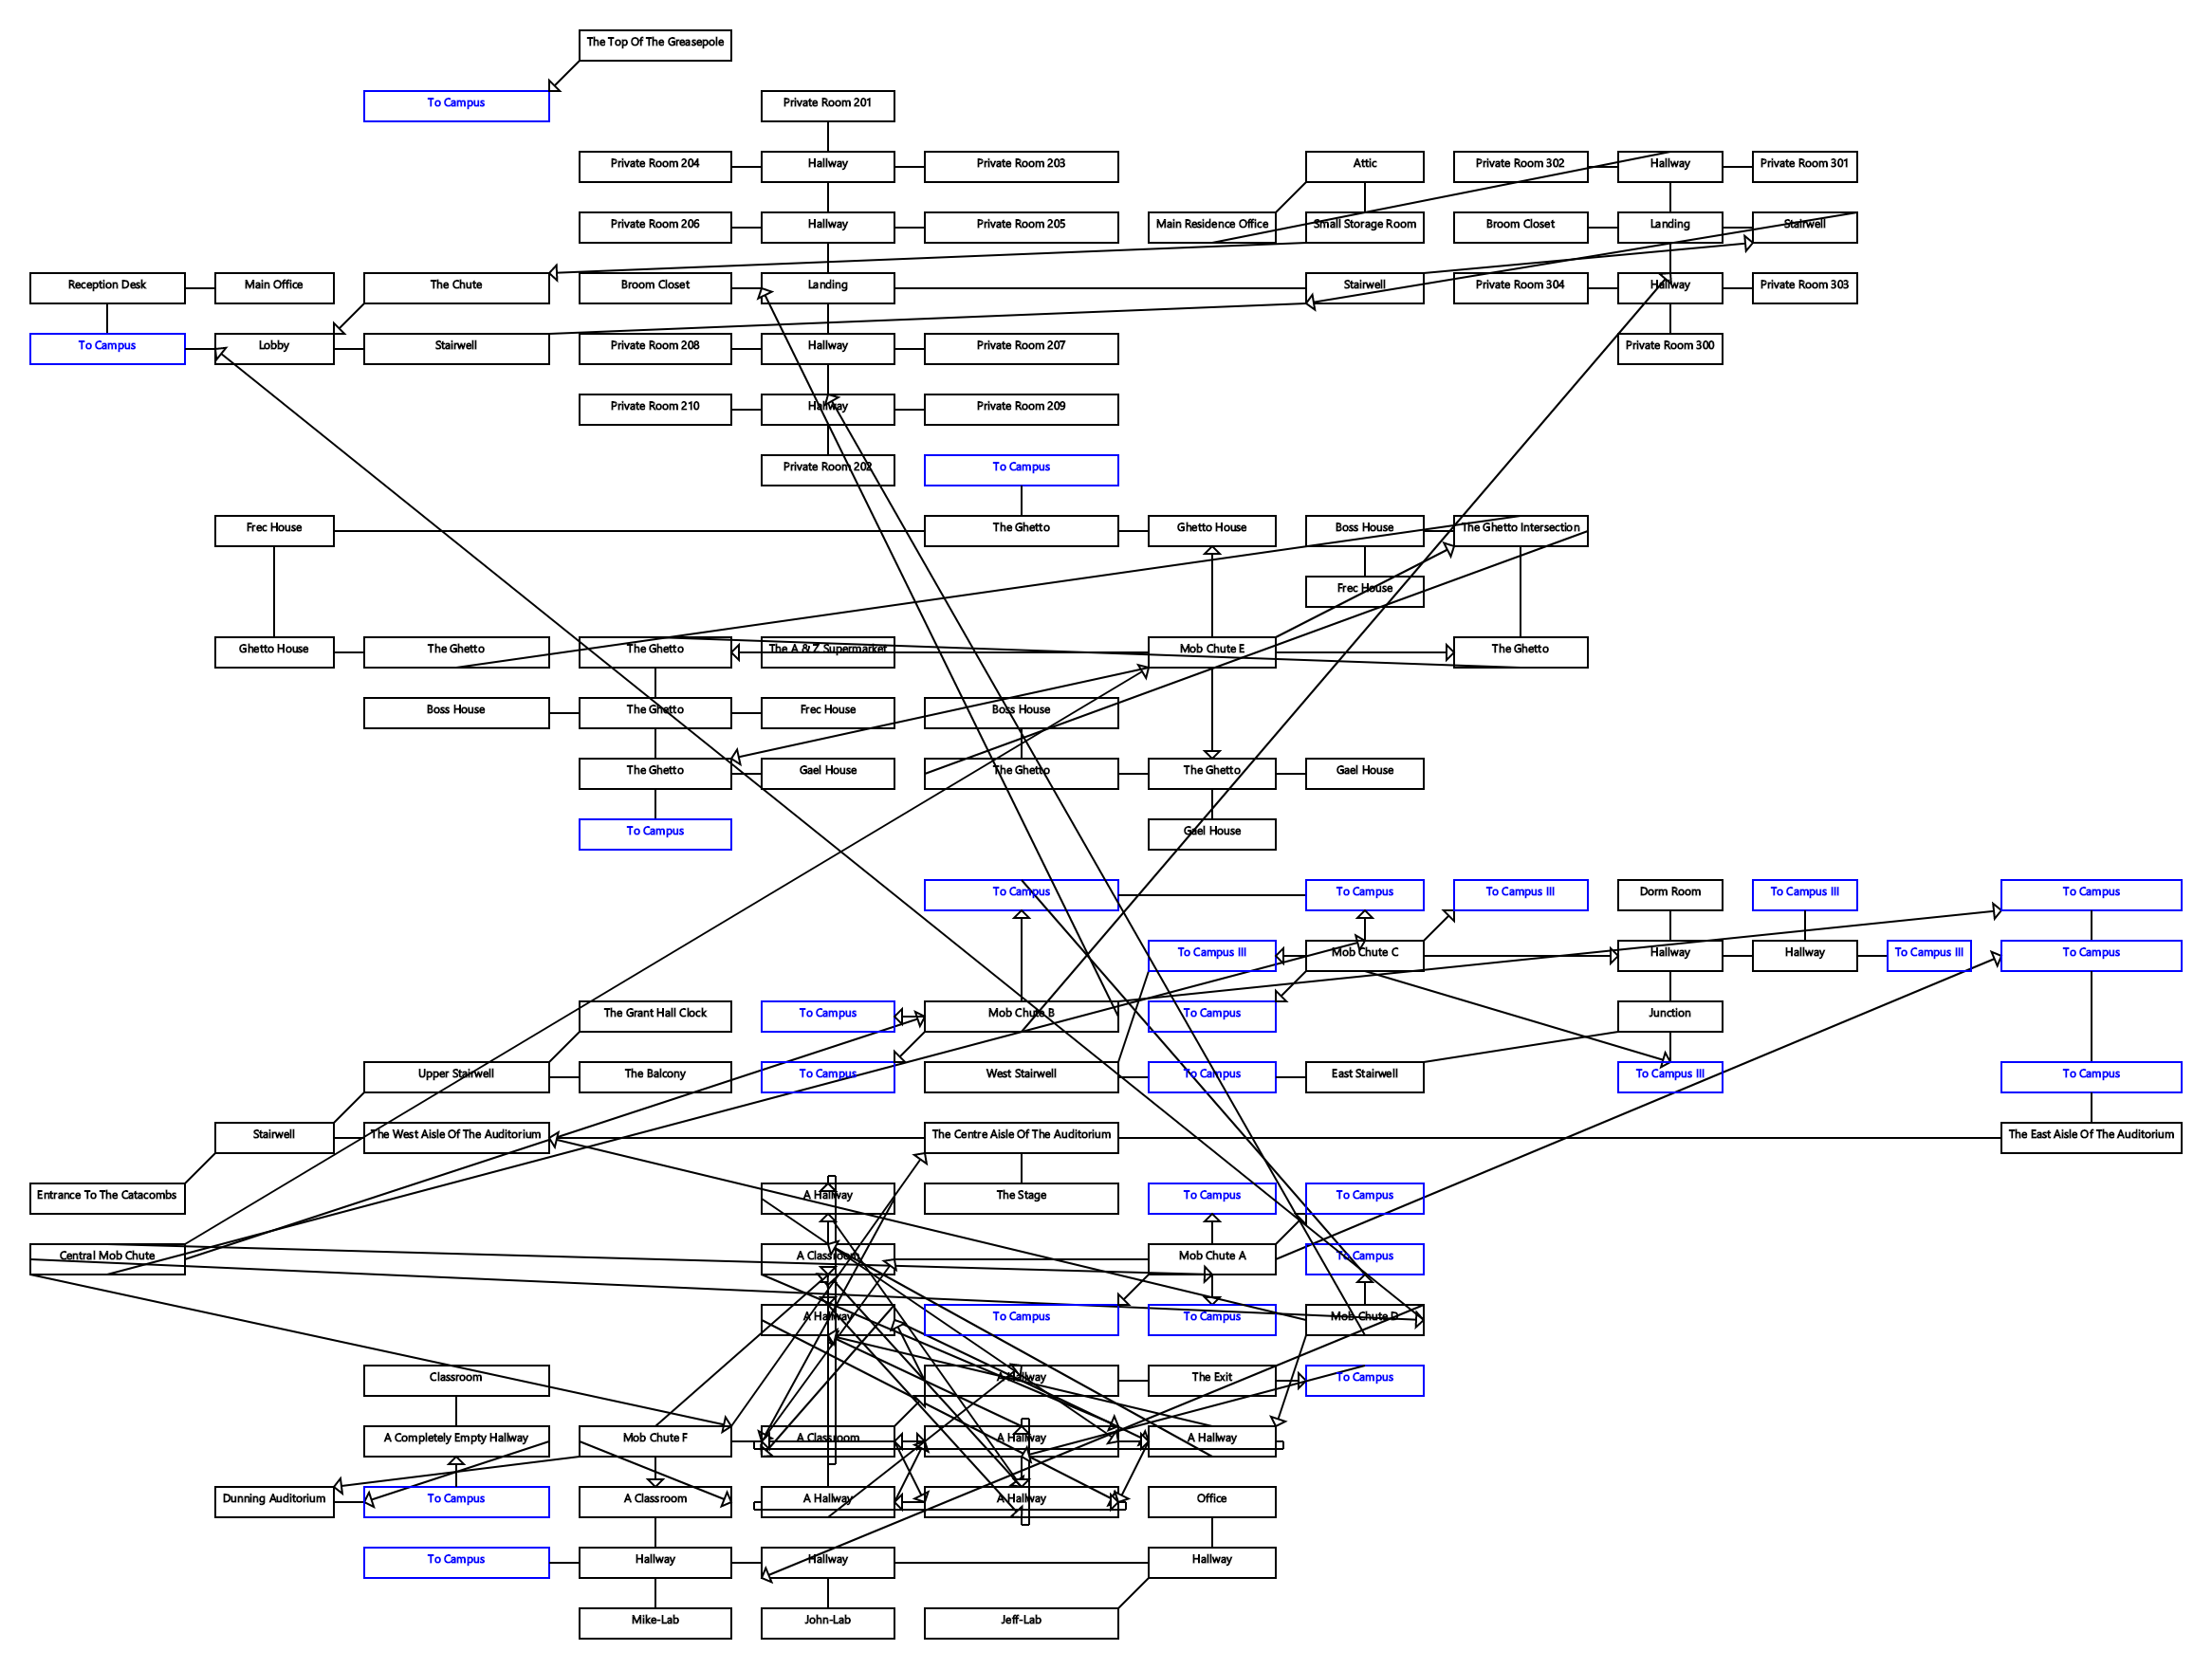 The Top Of The Greasepole
To Campus
Private Room 201
Private Room 204
Hallway
Private Room 203
Attic
Private Room 302
Hallway
Private Room 301
Private Room 206
Hallway
Private Room 205
Main Residence Office
Small Storage Room
Broom Closet
Landing
Stairwell
Reception Desk
Main Office
The Chute
Broom Closet
Landing
Stairwell
Private Room 304
Hallway
Private Room 303
To Campus
Lobby
Stairwell
Private Room 208
Hallway
Private Room 207
Private Room 300
Private Room 210
Hallway
Private Room 209
Private Room 202
To Campus
Frec House
The Ghetto
Ghetto House
Boss House
The Ghetto Intersection
Frec House
Ghetto House
The Ghetto
The Ghetto
The A & Z Supermarket
Mob Chute E
The Ghetto
Boss House
The Ghetto
Frec House
Boss House
The Ghetto
Gael House
The Ghetto
The Ghetto
Gael House
To Campus
Gael House
To Campus
To Campus
To Campus III
Dorm Room
To Campus III
To Campus
To Campus III
Mob Chute C
Hallway
Hallway
To Campus III
To Campus
The Grant Hall Clock
To Campus
Mob Chute B
To Campus
Junction
Upper Stairwell
The Balcony
To Campus
West Stairwell
To Campus
East Stairwell
To Campus III
To Campus
Stairwell
The West Aisle Of The Auditorium
The Centre Aisle Of The Auditorium
The East Aisle Of The Auditorium
Entrance To The Catacombs
A Hallway
The Stage
To Campus
To Campus
Central Mob Chute
A Classroom
Mob Chute A
To Campus
A Hallway
To Campus
To Campus
Mob Chute D
Classroom
A Hallway
The Exit
To Campus
A Completely Empty Hallway
Mob Chute F
A Classroom
A Hallway
A Hallway
Dunning Auditorium
To Campus
A Classroom
A Hallway
A Hallway
Office
To Campus
Hallway
Hallway
Hallway
Mike-Lab
John-Lab
Jeff-Lab